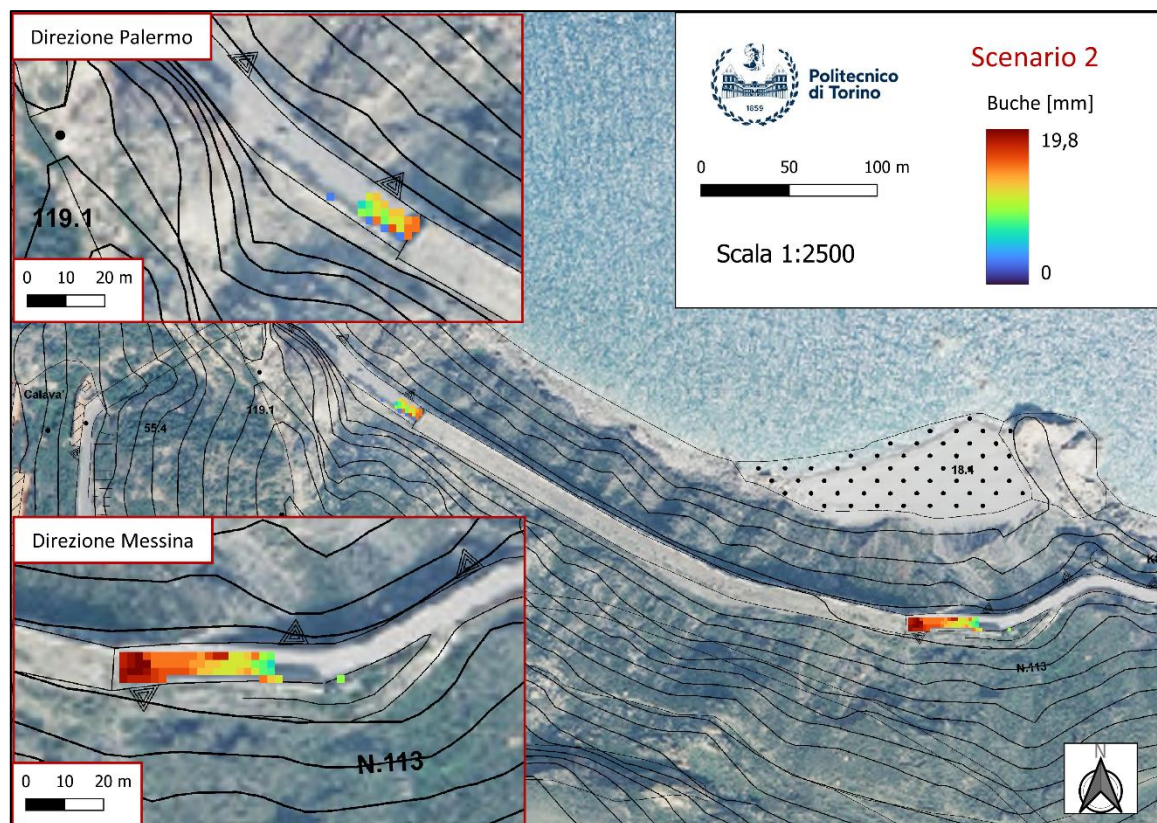 Direzione Palermo
119.1
0 10 20 m
Politecnico
di Torino
1859
0 50 100 m
Scala 1:2500
Scenario 2
Buche [mm]
19,8
0
Calava'
55.4
119.1
18.4
N.113
Direzione Messina
N.113
0 10 20 m
N